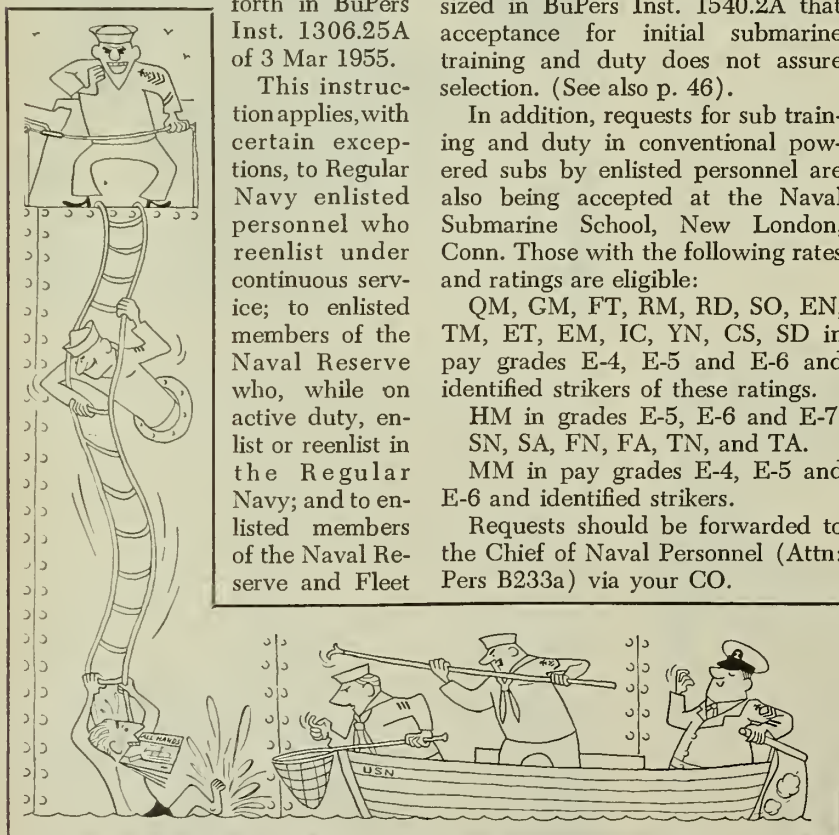 forth in BuPers
Inst. 1306.25A
of 3 Mar 1955.
This instruc-
tion applies, with
certain excep-
tions, to Regular
Navy enlisted
personnel who
reenlist under
continuous serv-
ice; to enlisted
members of the
Naval Reserve
who, while on
active duty, en-
list or reenlist in
the Regular
Navy; and to en-
listed members
of the Naval Re-
serve and Fleet
sized in BuPers Inst. 1540.2A that
acceptance for initial submarine
training and duty does not assure
selection. (See also p. 46).
In addition, requests for sub train-
ing and duty in conventional pow-
ered subs by enlisted personnel are
also being accepted at the Naval
Submarine School, New London,
Conn. Those with the following rates
and ratings are eligible:
QM, GM, FT, RM, RD, SO, EN,
TM, ET, EM, IC, YN, CS, SD in
pay grades E-4, E-5 and E-6 and
identified strikers of these ratings.
HM in grades E-5, E-6 and E-7
SN, SA, FN, FA, TN, and TA.
MM in pay grades E-4, E-5 and
E-6 and identified strikers.
Requests should be forwarded to
the Chief of Naval Personnel (Attn:
Pers B233a) via your CO.
ALL HANDS
USN